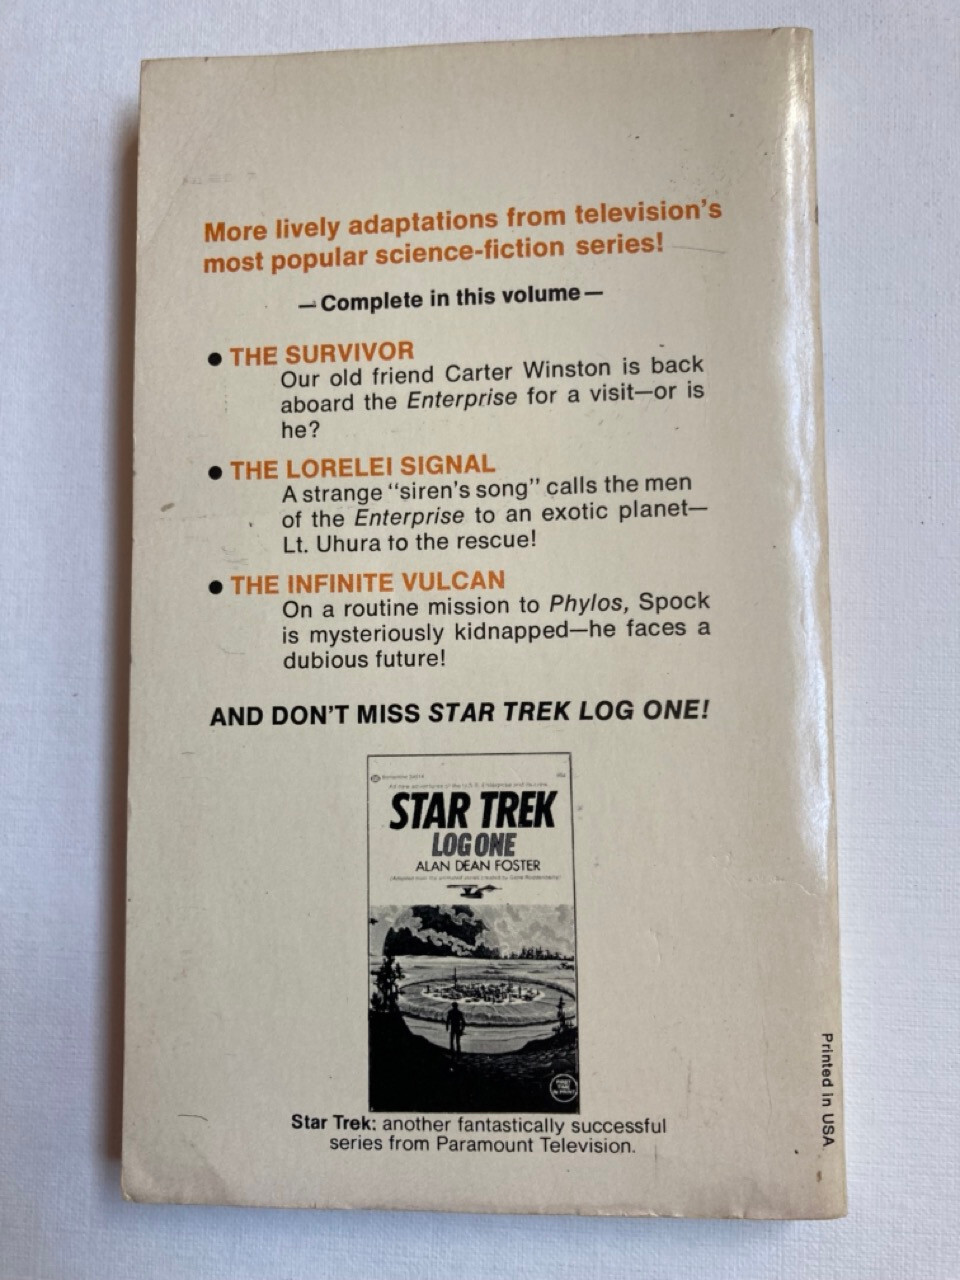 More lively adaptations from television's
most popular science-fiction series!
—Complete in this volume—
● THE SURVIVOR
Our old friend Carter Winston is back
aboard the Enterprise for a visit—or is
he?
● THE LORELEI SIGNAL
A strange "siren's song" calls the men
of the Enterprise to an exotic planet—
Lt. Uhura to the rescue!
● THE INFINITE VULCAN
On a routine mission to Phylos, Spock
is mysteriously kidnapped—he faces a
dubious future!
AND DON'T MISS STAR TREK LOG ONE!
STAR TREK
LOG ONE
ALAN DEAN FOSTER
FIRST
TIME
IN PRINT
Star Trek: another fantastically successful
series from Paramount Television.
Printed in USA